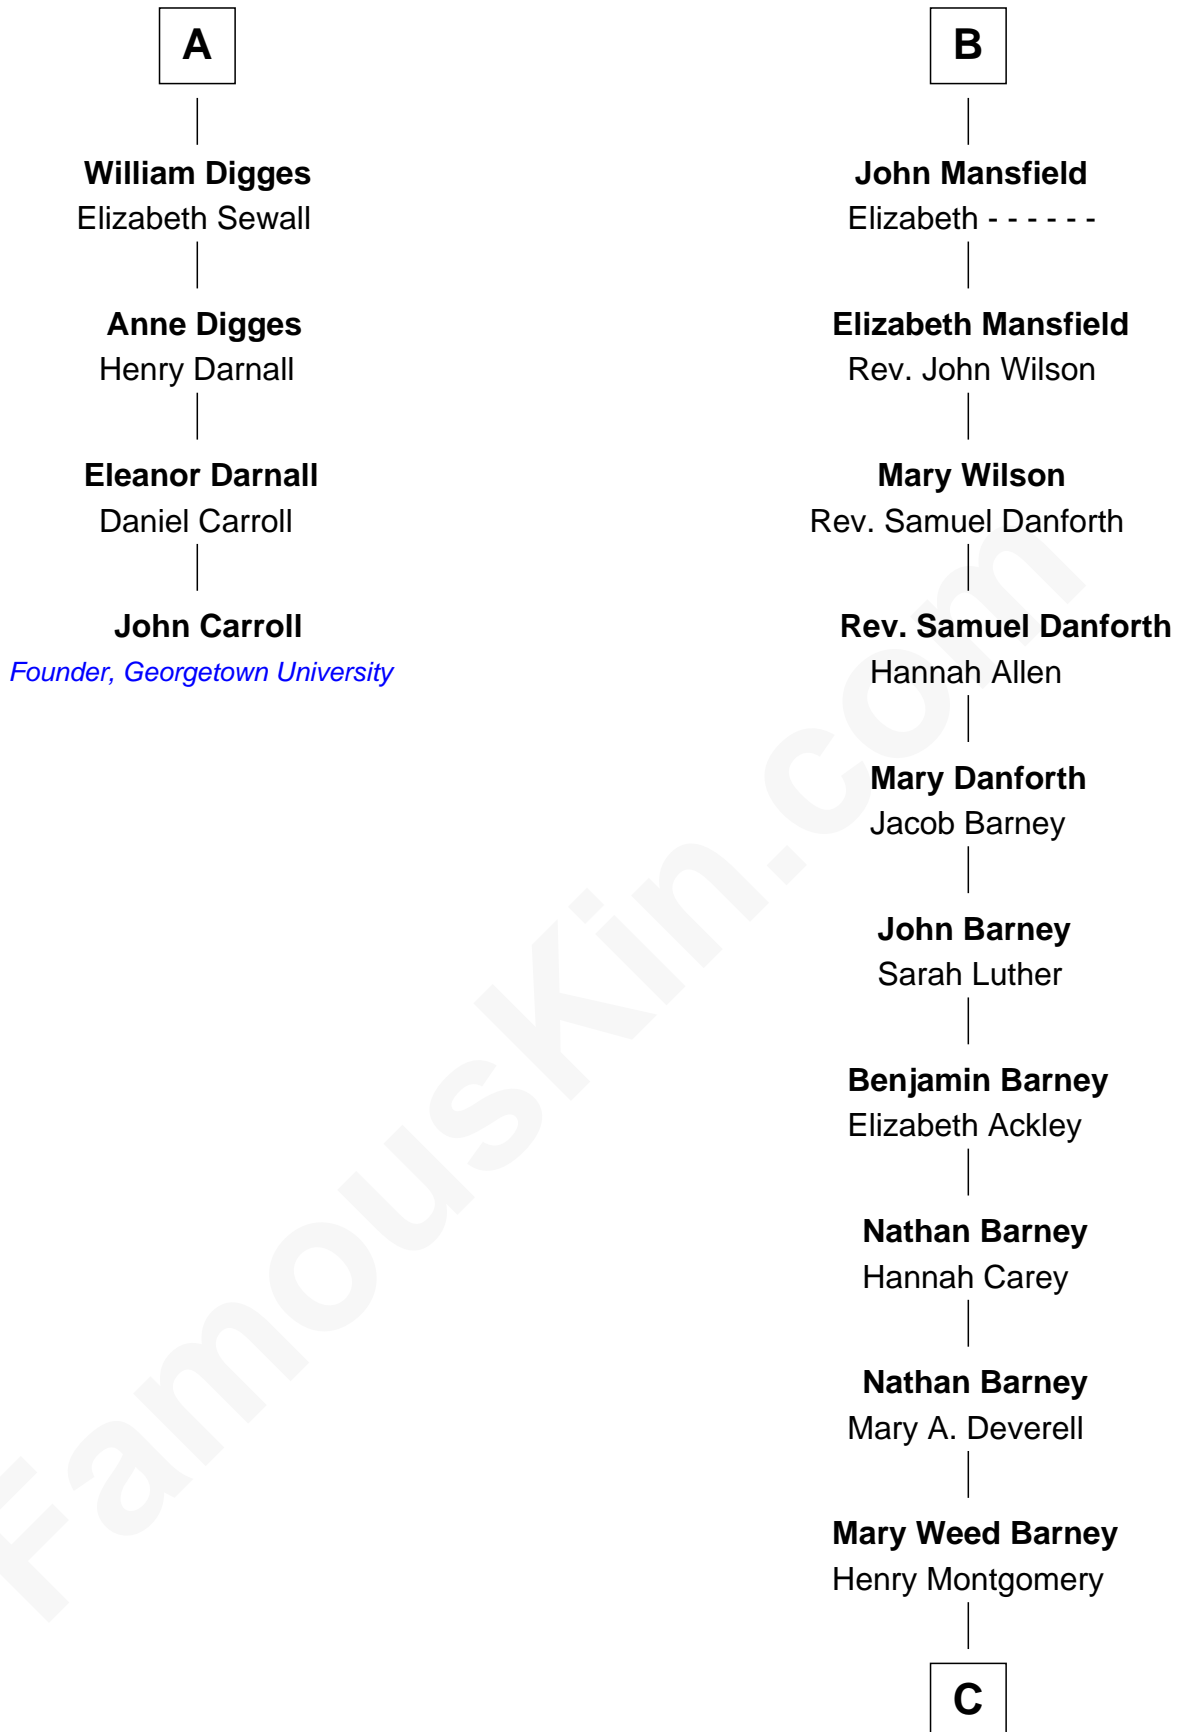 A
William Digges
Elizabeth Sewall
Anne Digges
Henry Darnall
Eleanor Darnall
Daniel Carroll
John Carroll
Founder, Georgetown University
B
John Mansfield
Elizabeth - - - - - -
Elizabeth Mansfield
Rev. John Wilson
Mary Wilson
Rev. Samuel Danforth
Rev. Samuel Danforth
Hannah Allen
Mary Danforth
Jacob Barney
John Barney
Sarah Luther
Benjamin Barney
Elizabeth Ackley
Nathan Barney
Hannah Carey
Nathan Barney
Mary A. Deverell
Mary Weed Barney
Henry Montgomery
C
FamousKin.com